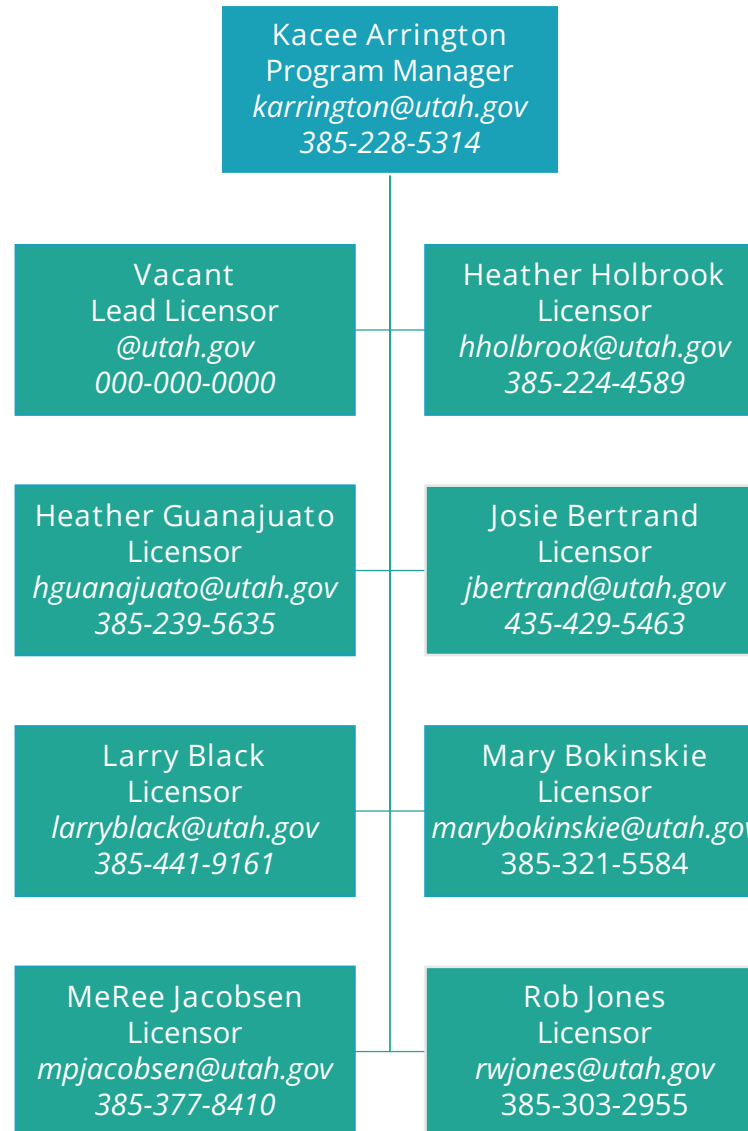 Kacee Arrington
Program Manager
karrington@utah.gov
385-228-5314
Vacant
Lead Licensor
@utah.gov
000-000-0000
Heather Holbrook
Licensor
hholbrook@utah.gov
385-224-4589
Heather Guanajuato
Licensor
hguanajuato@utah.gov
385-239-5635
Josie Bertrand
Licensor
jbertrand@utah.gov
435-429-5463
Larry Black
Licensor
larryblack@utah.gov
385-441-9161
Mary Bokinskie
Licensor
marybokinskie@utah.gov
385-321-5584
MeRee Jacobsen
Licensor
mpjacobsen@utah.gov
385-377-8410
Rob Jones
Licensor
rwjones@utah.gov
385-303-2955